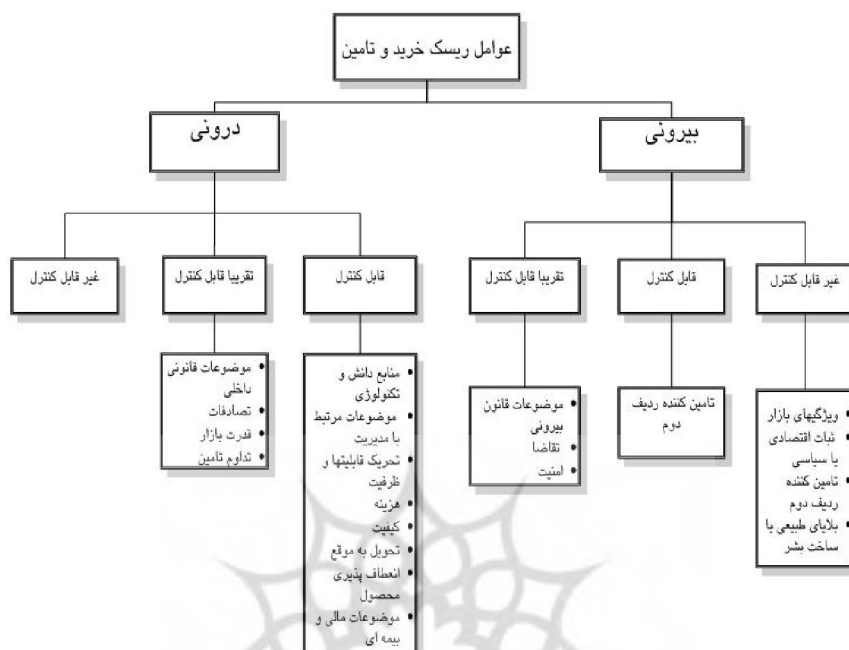 عوامل ریسک خرید و تامین
بیرونی
درونی
غیر قابل کنترل
قابل کنترل
تقریبا قابل کنترل
قابل کنترل
تقریبا قابل کنترل
غیر قابل کنترل
• ویژگیهای بازار
• ثبات اقتصادی
یا سیاسی
• تامین کننده
ردیف دوم
• بلایای طبیعی یا
ساخت بشر
تامین کننده ردیف
دوم
• موضوعات قانون
بیرونی
• تقاضا
• امنیت
• منابع دانش و
تکنولوژی
• موضوعات مرتبط
با مدیریت
• تحریک قابلیتها و
ظرفیت
• هزینه
• کیفیت
• تحویل به موقع
• انعطاف پذیری
محصول
• موضوعات مالی و
بیمه ای
• موضوعات قانونی
داخلی
• تصادفات
• قدرت بازار
• تداوم تامین